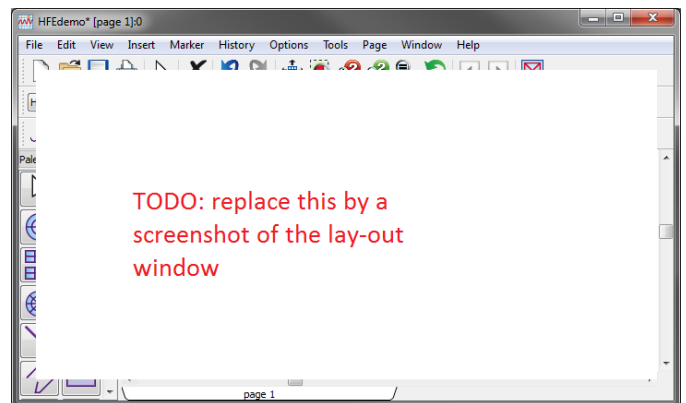 HFEdemo* [page 1]:0
File Edit View Insert Marker History Options Tools Page Window Help
H
Pale
TODO: replace this by a
screenshot of the lay-out
window
page 1